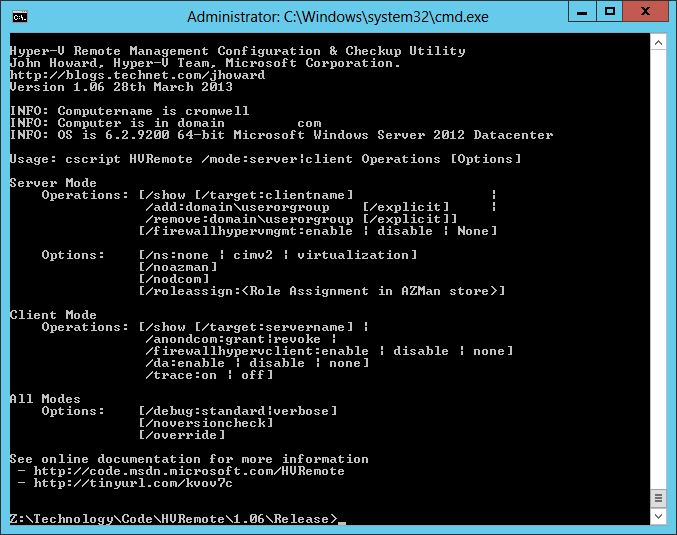 Administrator: C:\Windows\system32\cmd.exe
Hyper-V Remote Management Configuration & Checkup Utility
John Howard, Hyper-V Team, Microsoft Corporation.
http://blogs.technet.com/jhoward
Version 1.06 28th March 2013
INFO: Computername is cromwell
INFO: Computer is in domain          com
INFO: OS is 6.2.9200 64-bit Microsoft Windows Server 2012 Datacenter
Usage: cscript HVRemote /mode:server|client Operations [Options]
Server Mode
    Operations: [/show [/target:clientname]                 |
                 /add:domain\userorgroup    [/explicit]     |
                 /remove:domain\userorgroup [/explicit]]
                [/firewallhypervmgmt:enable | disable | None]
    Options:    [/ns:none | cimv2 | virtualization]
                [/noazman]
                [/nodcom]
                [/roleassign:<Role Assignment in AZMan store>]
Client Mode
    Operations: [/show [/target:servername] |
                 /anondcom:grant|revoke |
                 /firewallhypervclient:enable | disable | none]
                 /da:enable | disable | none]
                 /trace:on | off]
All Modes
    Options:    [/debug:standard|verbose]
                [/noversioncheck]
                [/override]
See online documentation for more information
 - http://code.msdn.microsoft.com/HVRemote
 - http://tinyurl.com/kvov7c
Z:\Technology\Code\HVRemote\1.06\Release>_